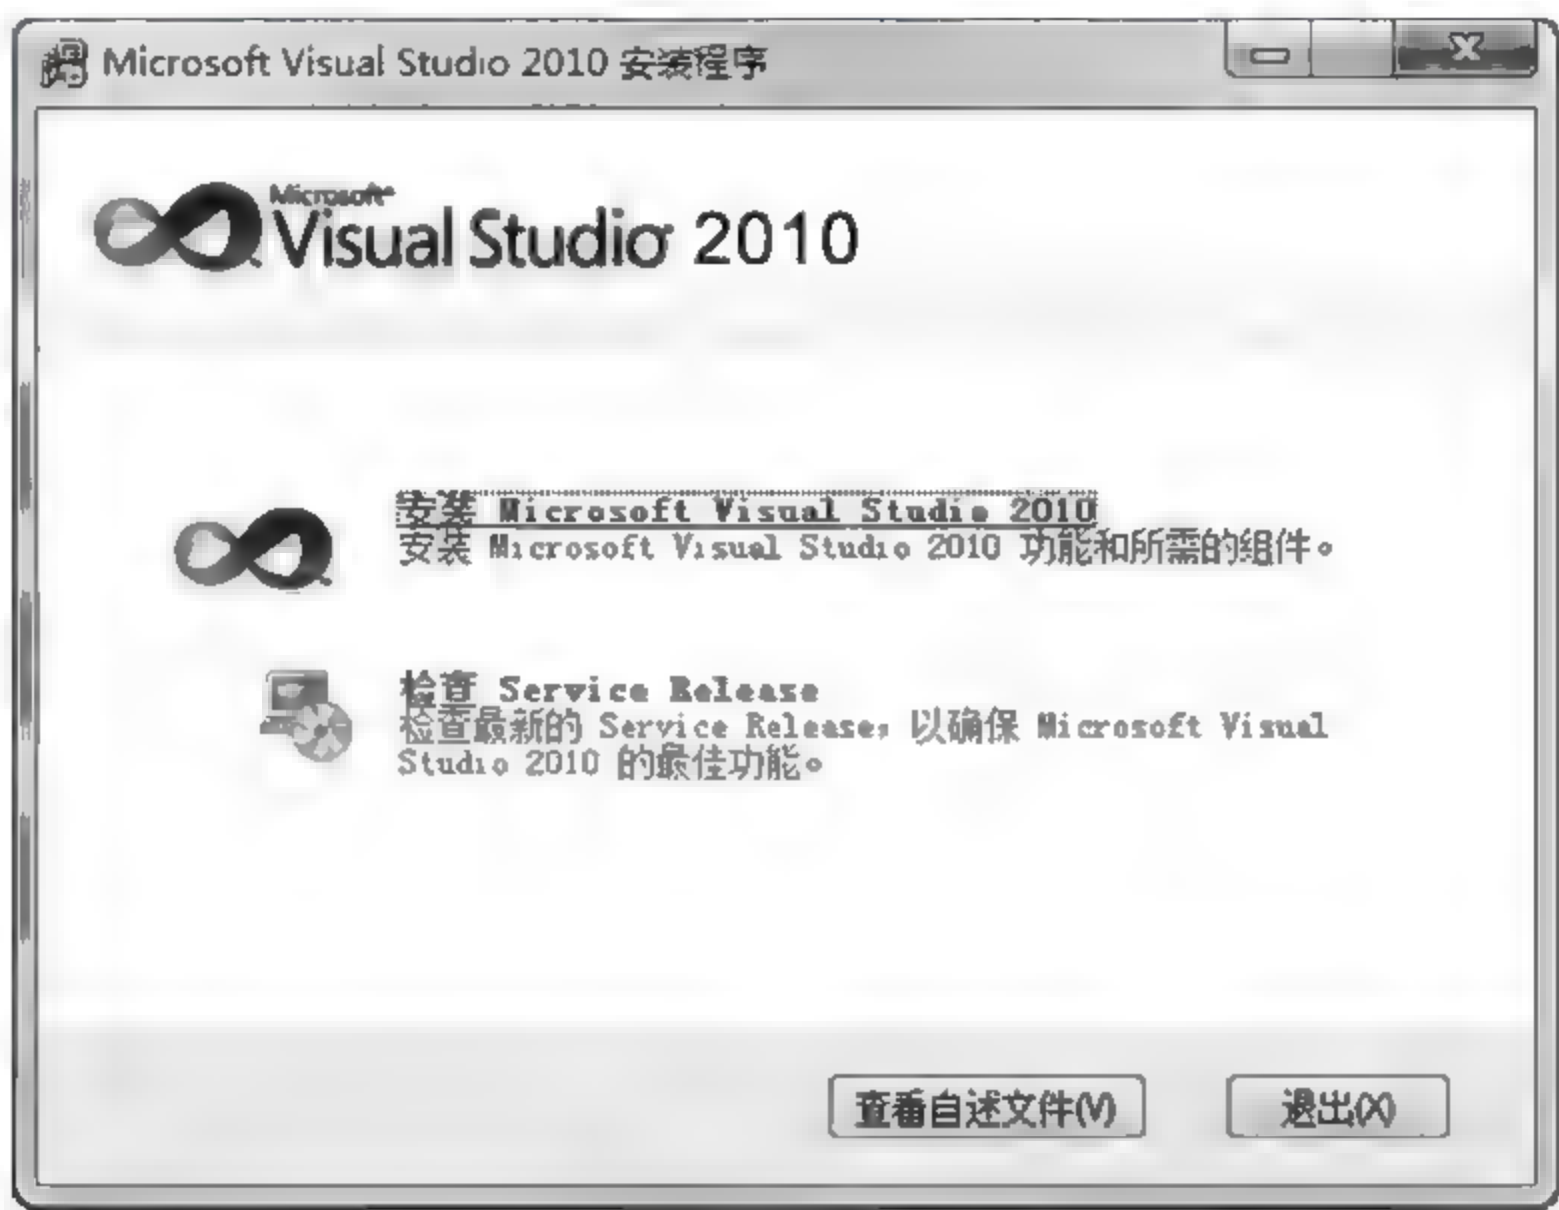 Microsoft Visual Studio 2010 安装程序
Microsoft
Visual Studio 2010
安装 Microsoft Visual Studio 2010
安装 Microsoft Visual Studio 2010 功能和所需的组件。
检查 Service Release
检查最新的 Service Release，以确保 Microsoft Visual
Studio 2010 的最佳功能。
查看自述文件(V)
退出(X)